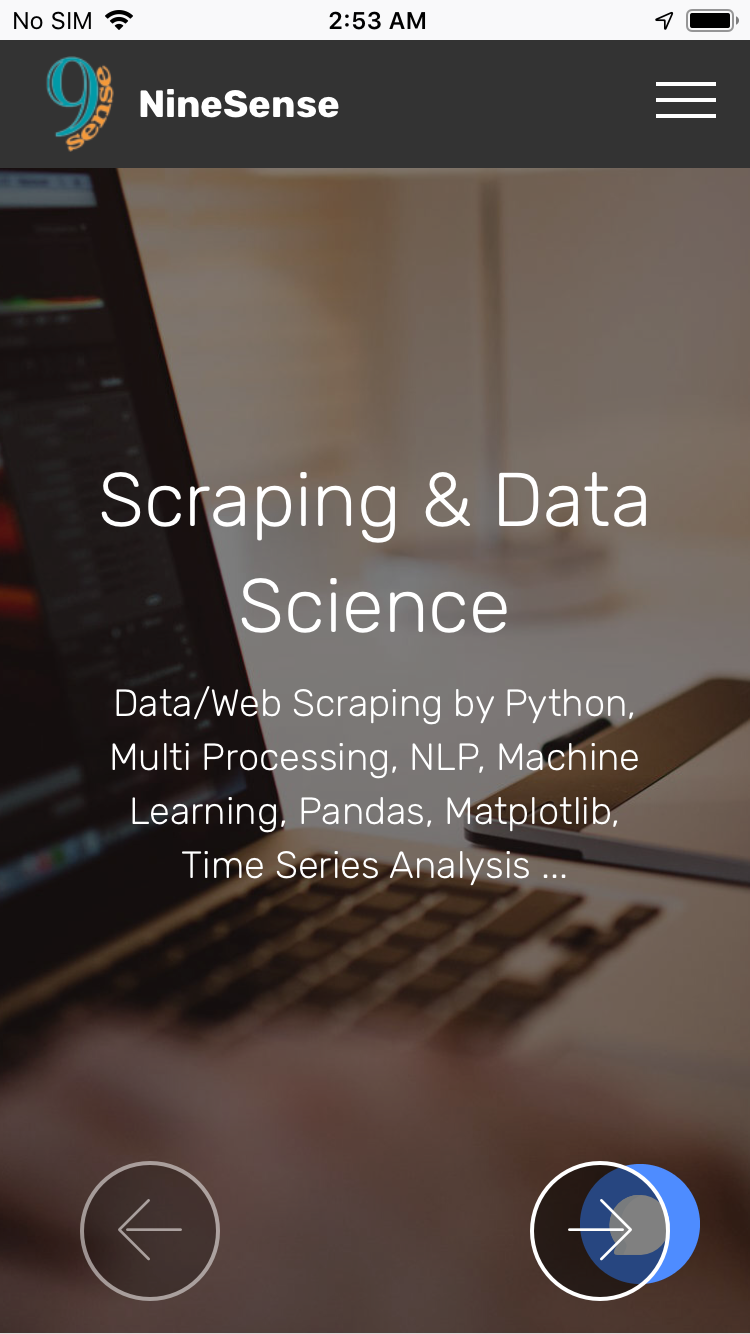 No SIM 2:53 AM
9
sense
NineSense
Scraping & Data
Science
Data/Web Scraping by Python,
Multi Processing, NLP, Machine
Learning, Pandas, Matplotlib,
Time Series Analysis ...